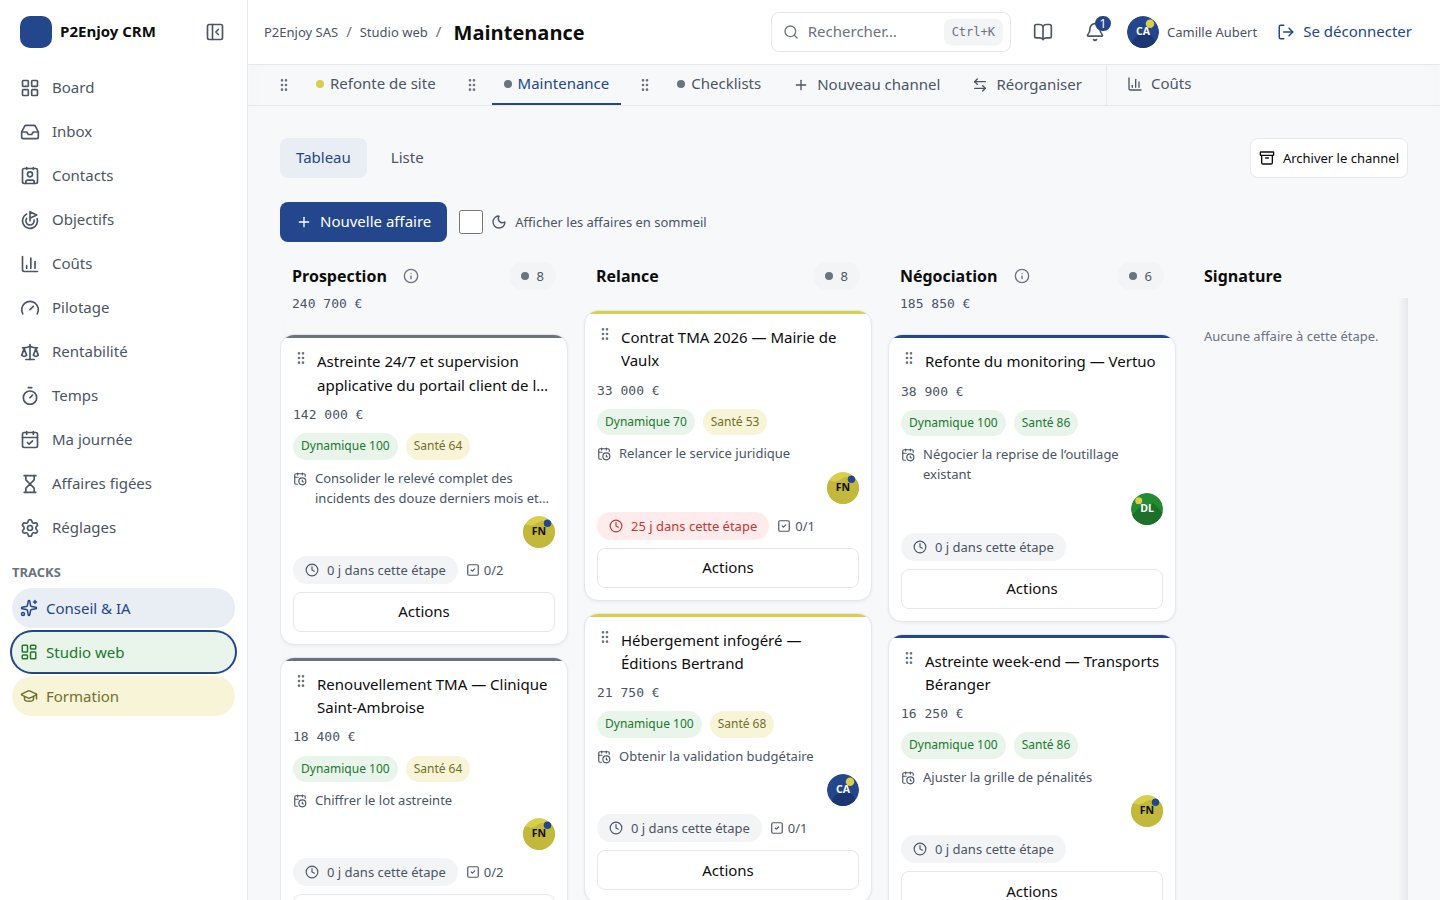 P2Enjoy CRM
Board
Inbox
Contacts
Objectifs
Coûts
Pilotage
Rentabilité
Temps
Ma journée
Affaires figées
Réglages
TRACKS
Conseil & IA
Studio web
Formation
P2Enjoy SAS / Studio web / Maintenance
Rechercher... Ctrl+K
1
CA Camille Aubert
Se déconnecter
Refonte de site
Maintenance
Checklists
Nouveau channel
Réorganiser
Coûts
Tableau
Liste
Archiver le channel
Nouvelle affaire
Afficher les affaires en sommeil
Prospection 8
240 700 €
Astreinte 24/7 et supervision
applicative du portail client de l...
142 000 €
Dynamique 100 Santé 64
Consolider le relevé complet des
incidents des douze derniers mois et...
FN
0 j dans cette étape 0/2
Actions
Renouvellement TMA — Clinique
Saint-Ambroise
18 400 €
Dynamique 100 Santé 64
Chiffrer le lot astreinte
FN
0 j dans cette étape 0/2
Relance 8
Contrat TMA 2026 — Mairie de
Vaulx
33 000 €
Dynamique 70 Santé 53
Relancer le service juridique
FN
25 j dans cette étape 0/1
Actions
Hébergement infogéré —
Éditions Bertrand
21 750 €
Dynamique 100 Santé 68
Obtenir la validation budgétaire
CA
0 j dans cette étape 0/1
Actions
Négociation 6
185 850 €
Refonte du monitoring — Vertuo
38 900 €
Dynamique 100 Santé 86
Négocier la reprise de l'outillage
existant
DL
0 j dans cette étape
Actions
Astreinte week-end — Transports
Béranger
16 250 €
Dynamique 100 Santé 86
Ajuster la grille de pénalités
FN
0 j dans cette étape
Actions
Signature
Aucune affaire à cette étape.